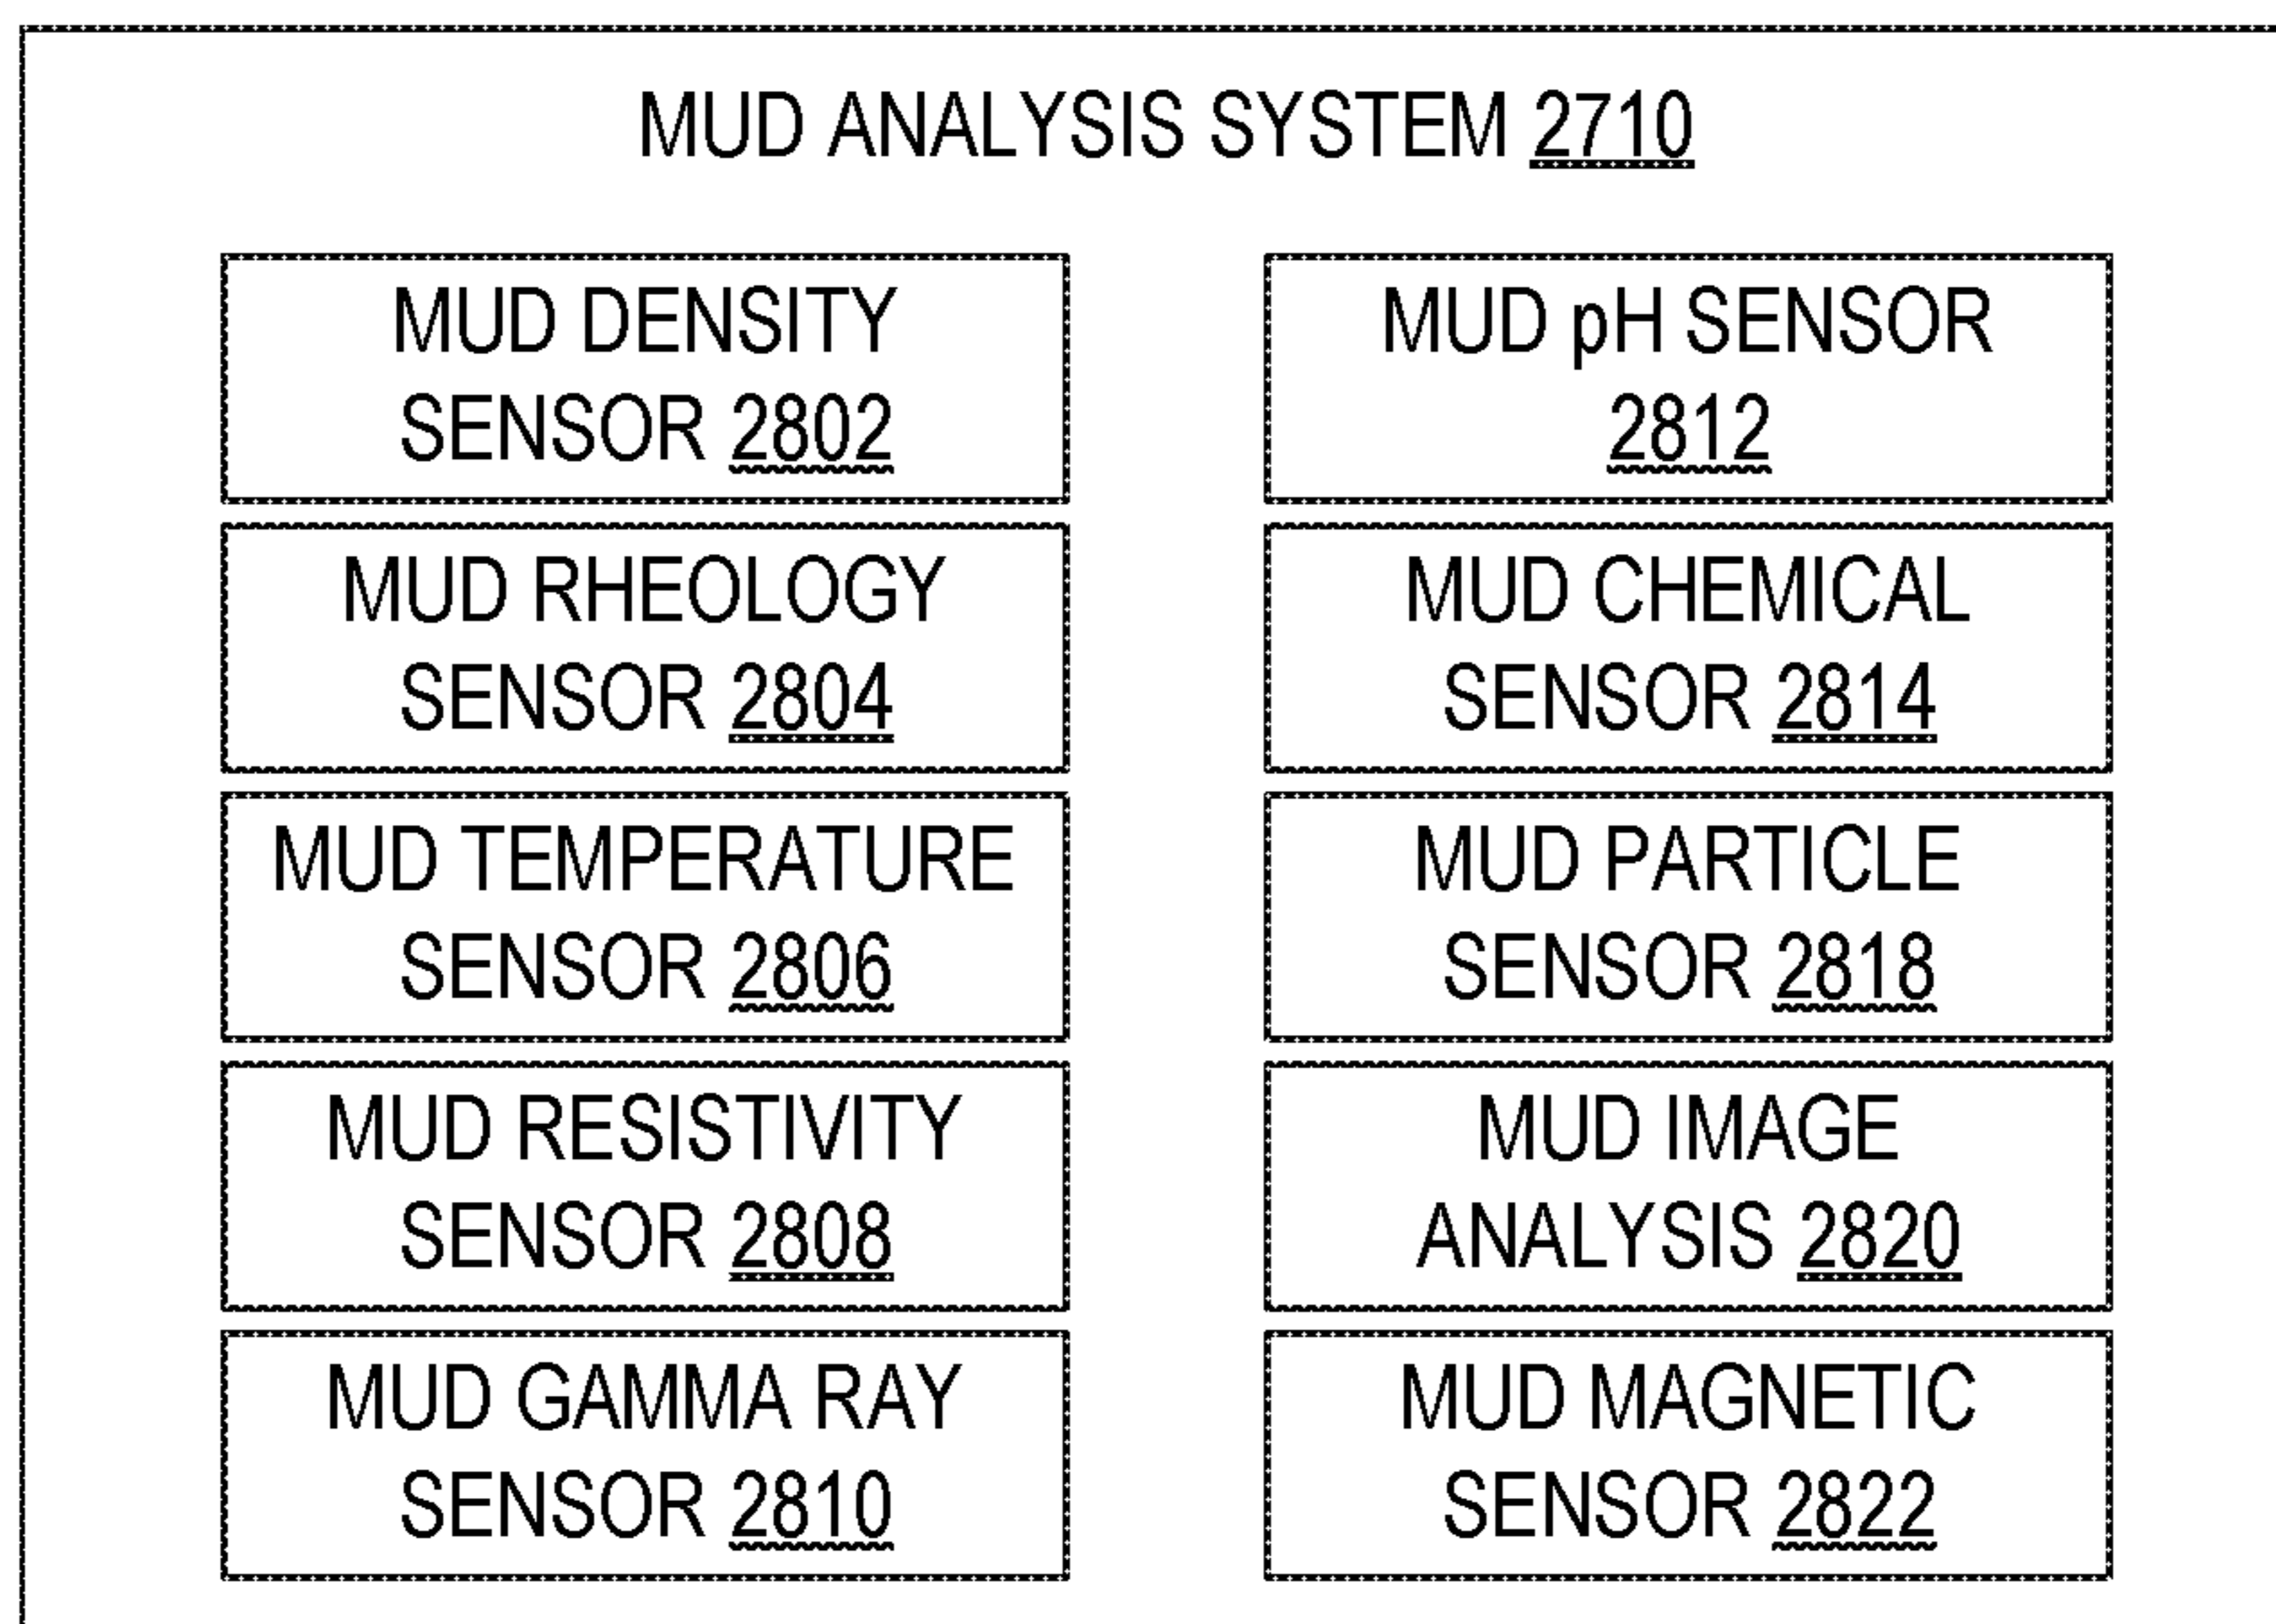 MUD ANALYSIS SYSTEM 2710
MUD DENSITY
SENSOR 2802
MUD RHEOLOGY
SENSOR 2804
MUD TEMPERATURE
SENSOR 2806
MUD RESISTIVITY
SENSOR 2808
MUD GAMMA RAY
SENSOR 2810
MUD pH SENSOR
2812
MUD CHEMICAL
SENSOR 2814
MUD PARTICLE
SENSOR 2818
MUD IMAGE
ANALYSIS 2820
MUD MAGNETIC
SENSOR 2822